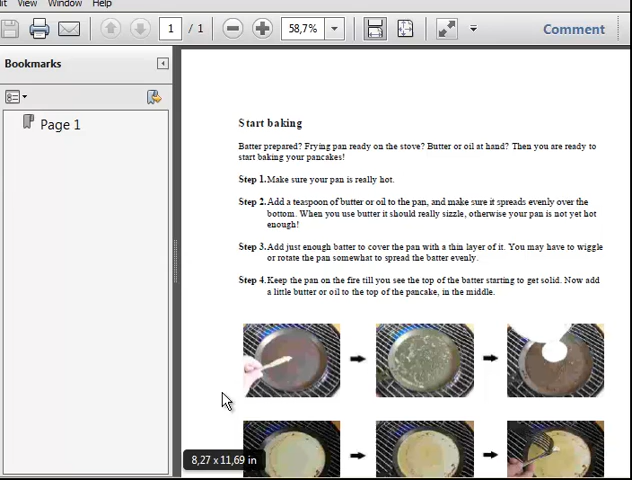 View Window Help
1 / 1 58,7% Comment
Bookmarks
Page 1
Start baking
Batter prepared? Frying pan ready on the stove? Butter or oil at hand? Then you are ready to
start baking your pancakes!
Step 1. Make sure your pan is really hot.
Step 2. Add a teaspoon of butter or oil to the pan, and make sure it spreads evenly over the
bottom. When you use butter it should really sizzle, otherwise your pan is not yet hot
enough!
Step 3. Add just enough batter to cover the pan with a thin layer of it. You may have to wiggle
or rotate the pan somewhat to spread the batter evenly.
Step 4. Keep the pan on the fire till you see the top of the batter starting to get solid. Now add
a little butter or oil to the top of the pancake, in the middle.
8,27 x 11,69 in